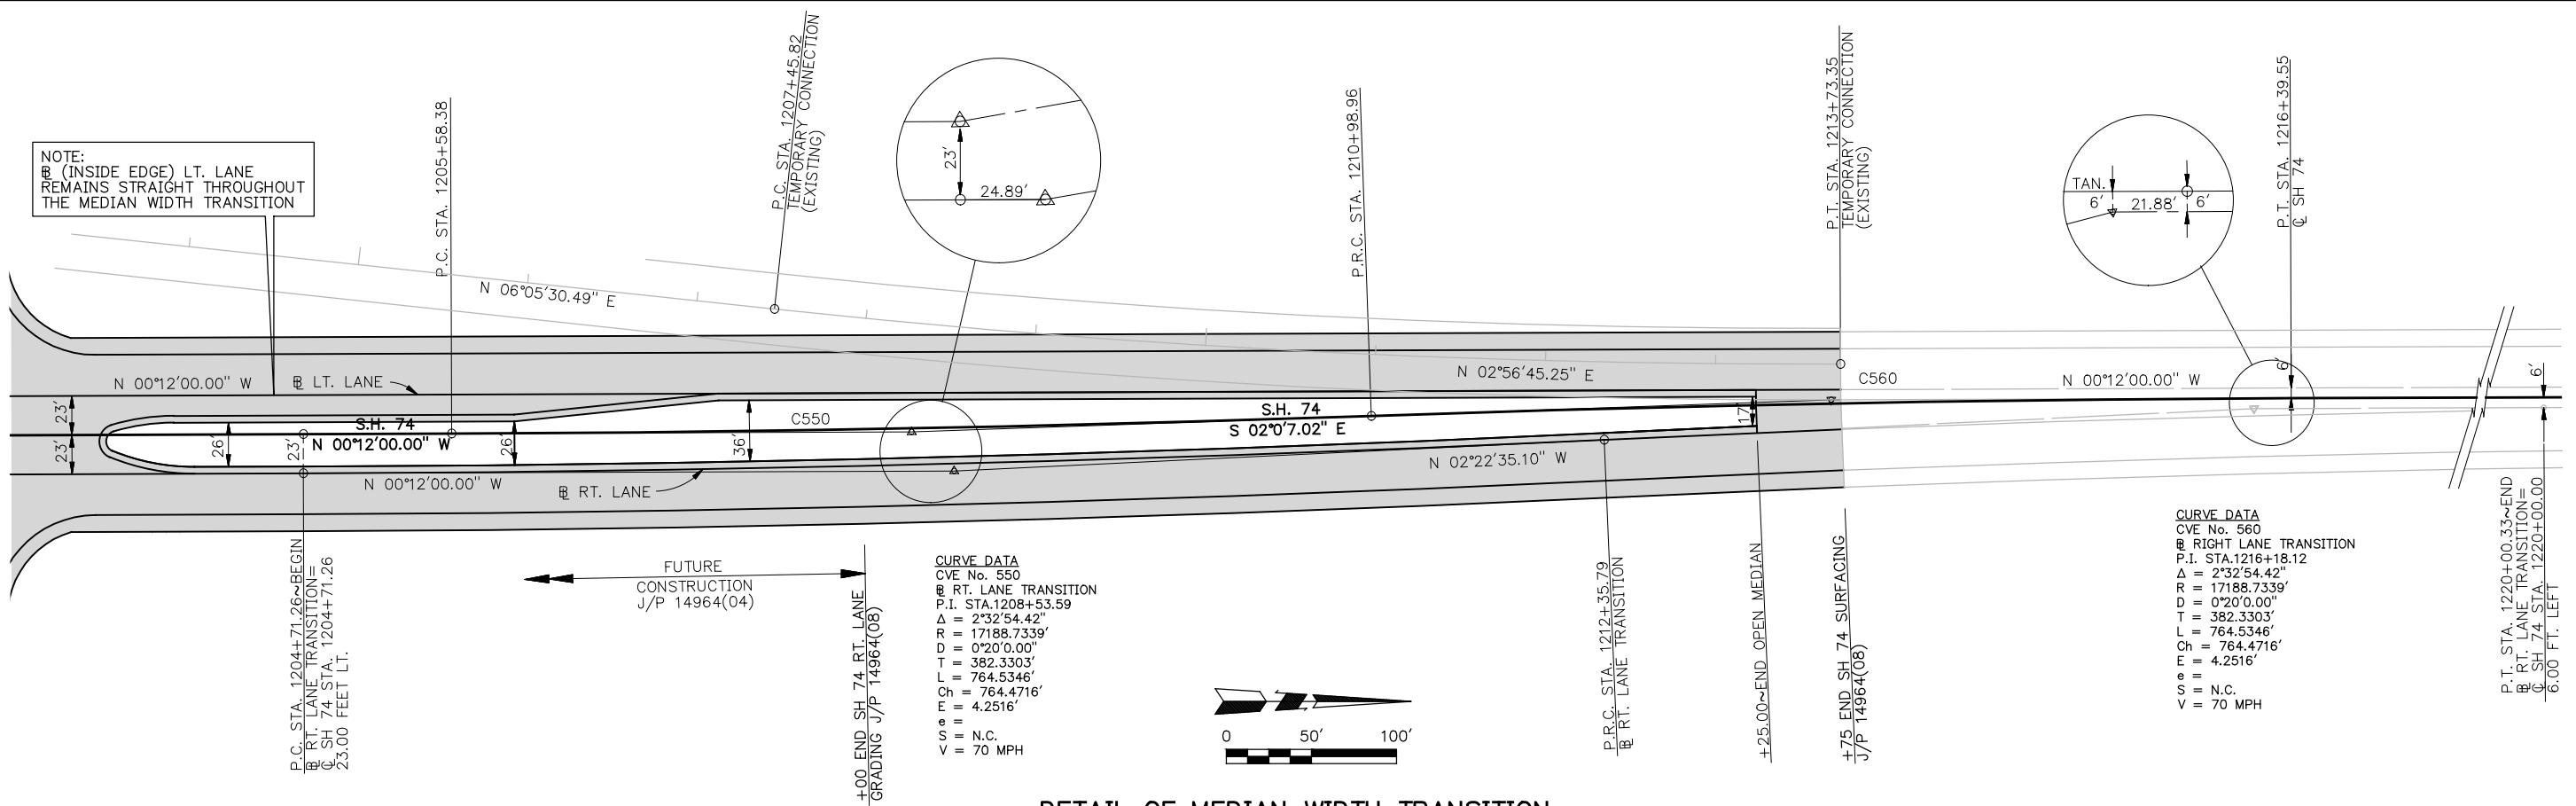 NOTE:
℄ (INSIDE EDGE) LT. LANE
REMAINS STRAIGHT THROUGHOUT
THE MEDIAN WIDTH TRANSITION
P.C. STA. 1205+58.38
P.C. STA. 1207+45.82
TEMPORARY CONNECTION
(EXISTING)
23'
24.89'
P.R.C. STA. 1210+98.96
P.T. STA. 1213+73.35
TEMPORARY CONNECTION
(EXISTING)
TAN.
6'
21.88'
6'
P.T. STA. 1216+39.55
℄ SH 74
N 06°05'30.49" E
N 00°12'00.00" W
BL LT. LANE
N 02°56'45.25" E
C560
N 00°12'00.00" W
6'
6'
23'
23'
26'
23'
S.H. 74
N 00°12'00.00" W
26'
36'
C550
S.H. 74
S 02°0'7.02" E
17'
N 00°12'00.00" W
BL RT. LANE
N 02°22'35.10" W
P.C. STA. 1204+71.26~BEGIN
BL RT. LANE TRANSITION=
℄ SH 74 STA. 1204+71.26
23.00 FEET LT.
FUTURE
CONSTRUCTION
J/P 14964(04)
+00 END SH 74 RT. LANE
GRADING J/P 14964(08)
CURVE DATA
CVE No. 550
BL RT. LANE TRANSITION
P.I. STA.1208+53.59
Δ = 2°32'54.42"
R = 17188.7339'
D = 0°20'0.00"
T = 382.3303'
L = 764.5346'
Ch = 764.4716'
E = 4.2516'
e =
S = N.C.
V = 70 MPH
0 50' 100'
P.R.C. STA. 1212+35.79
BL RT. LANE TRANSITION
+25.00~END OPEN MEDIAN
+75 END SH 74 SURFACING
J/P 14964(08)
CURVE DATA
CVE No. 560
BL RIGHT LANE TRANSITION
P.I. STA.1216+18.12
Δ = 2°32'54.42"
R = 17188.7339'
D = 0°20'0.00"
T = 382.3303'
L = 764.5346'
Ch = 764.4716'
E = 4.2516'
e =
S = N.C.
V = 70 MPH
P.T. STA. 1220+00.33~END
BL RT. LANE TRANSITION=
℄ SH 74 STA. 1220+00.00
6.00 FT. LEFT
DETAIL OF MEDIAN WIDTH TRANSITION